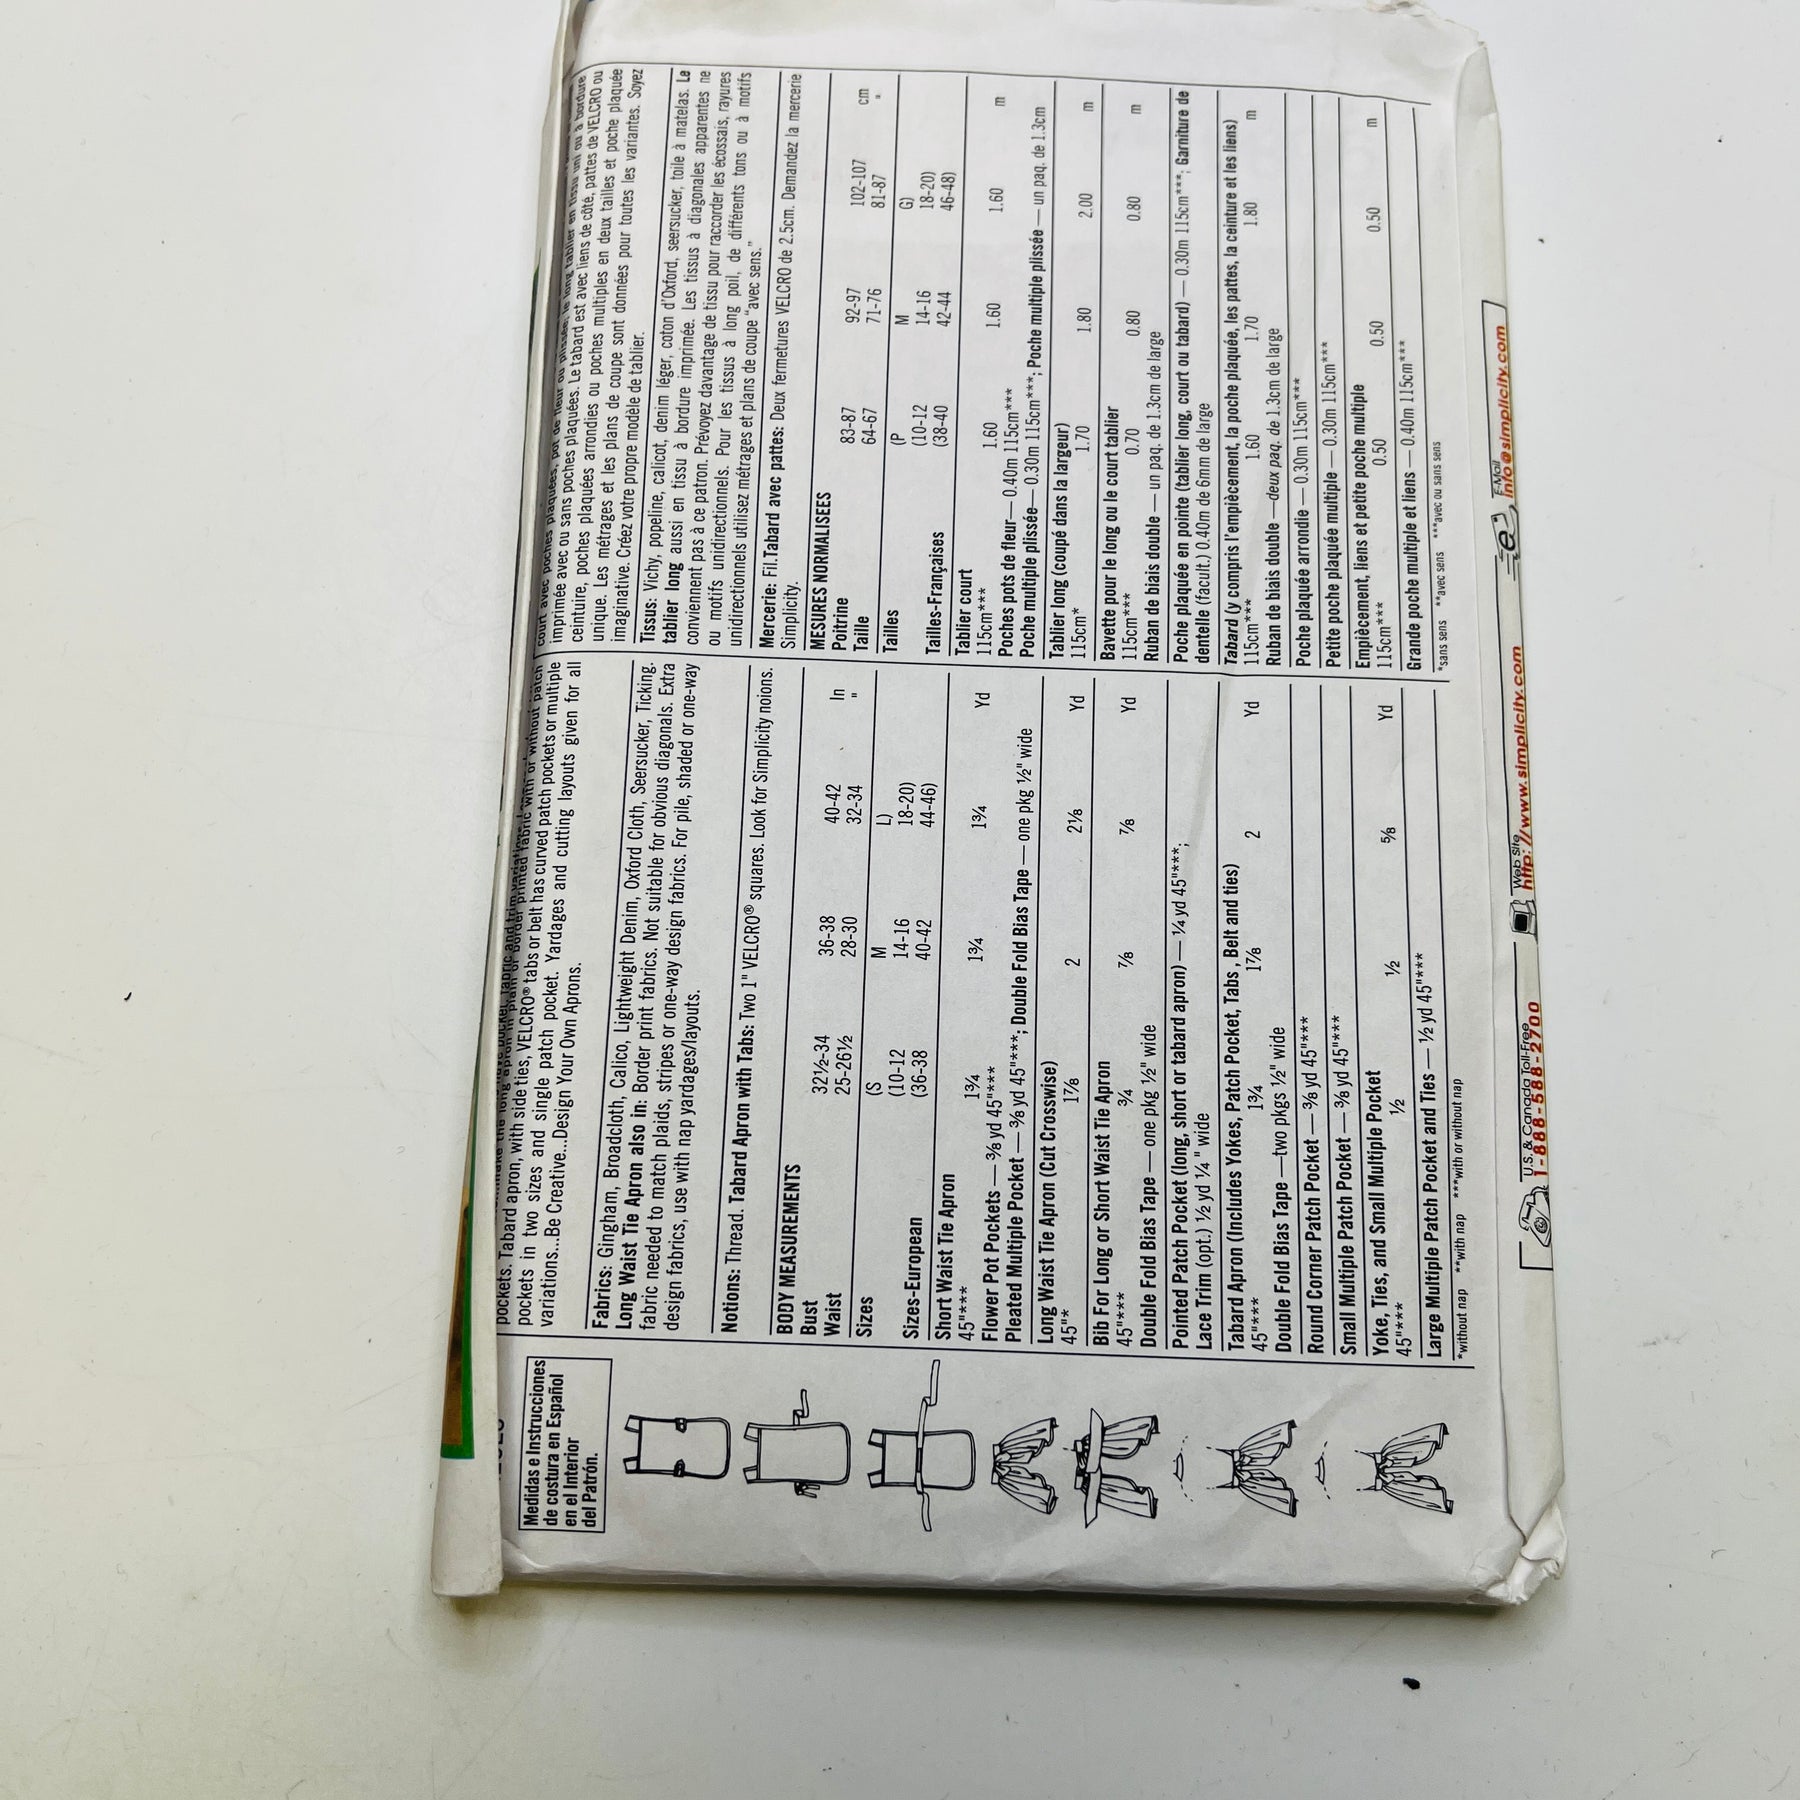 Medidas e Instrucciones
de costura en Español
en el Interior
del Patrón.
pockets. Tabard apron, with side ties, VELCRO® tabs or belt has curved patch pockets or multiple
pockets in two sizes and single patch pocket. Yardages and cutting layouts given for all
variations...Be Creative...Design Your Own Aprons.
Fabrics: Gingham, Broadcloth, Calico, Lightweight Denim, Oxford Cloth, Seersucker, Ticking.
Long Waist Tie Apron also in: Border print fabrics. Not suitable for obvious diagonals. Extra
fabric needed to match plaids, stripes or one-way design fabrics. For pile, shaded or one-way
design fabrics, use with nap yardages/layouts.
Notions: Thread. Tabard Apron with Tabs: Two 1" VELCRO® squares. Look for Simplicity noions.
BODY MEASUREMENTS
Bust 32½-34 36-38 40-42 In
Waist 25-26½ 28-30 32-34 "
Sizes (S M L)
(10-12 14-16 18-20)
Sizes-European (36-38 40-42 44-46)
Short Waist Tie Apron
45"*** 1¾ 1¾ 1¾ Yd
Flower Pot Pockets — ⅜ yd 45"***
Pleated Multiple Pocket — ⅜ yd 45"***; Double Fold Bias Tape — one pkg ½" wide
Long Waist Tie Apron (Cut Crosswise)
45"* 1⅞ 2 2⅛ Yd
Bib For Long or Short Waist Tie Apron
45"*** ¾ ⅞ ⅞ Yd
Double Fold Bias Tape — one pkg ½" wide
Pointed Patch Pocket (long, short or tabard apron) — ¼ yd 45"***;
Lace Trim (opt.) ½ yd ¼ " wide
Tabard Apron (Includes Yokes, Patch Pocket, Tabs , Belt and ties)
45"*** 1¾ 1⅞ 2 Yd
Double Fold Bias Tape —two pkgs ½" wide
Round Corner Patch Pocket — ⅜ yd 45"***
Small Multiple Patch Pocket — ⅜ yd 45"***
Yoke, Ties, and Small Multiple Pocket
45"*** ½ ½ ⅝ Yd
Large Multiple Patch Pocket and Ties — ½ yd 45"***
*without nap **with nap ***with or without nap
court avec poches plaquées,
imprimée avec ou sans poches plaquées. Le tabard est avec liens de côté, pattes de VELCRO ou
ceinture, poches plaquées arrondies ou poches multiples en deux tailles et poche plaquée
unique. Les métrages et les plans de coupe sont données pour toutes les variantes. Soyez
imaginative. Créez votre propre modèle de tablier.
Tissus: Vichy, popeline, calicot, denim léger, coton d'Oxford, seersucker, toile à matelas. Le
tablier long aussi en tissu à bordure imprimée. Les tissus à diagonales apparentes ne
conviennent pas à ce patron. Prévoyez davantage de tissu pour raccorder les écossais, rayures
ou motifs unidirectionnels. Pour les tissus à long poil, de différents tons ou à motifs
unidirectionnels utilisez métrages et plans de coupe "avec sens."
Mercerie: Fil.Tabard avec pattes: Deux fermetures VELCRO de 2.5cm. Demandez la mercerie
Simplicity.
MESURES NORMALISEES
Poitrine 83-87 92-97 102-107 cm
Taille 64-67 71-76 81-87 "
Tailles (P M G)
(10-12 14-16 18-20)
Tailles-Françaises (38-40 42-44 46-48)
Tablier court
115cm*** 1.60 1.60 1.60 m
Poches pots de fleur— 0.40m 115cm***
Poche multiple plissée— 0.30m 115cm***; Poche multiple plissée — un paq. de 1.3cm
Tablier long (coupé dans la largeur)
115cm* 1.70 1.80 2.00 m
Bavette pour le long ou le court tablier
115cm*** 0.70 0.80 0.80 m
Ruban de biais double — un paq. de 1.3cm de large
Poche plaquée en pointe (tablier long, court ou tabard) — 0.30m 115cm***; Garniture de
dentelle (facult.) 0.40m de 6mm de large
Tabard (y compris l'empiècement, la poche plaquée, les pattes, la ceinture et les liens)
115cm*** 1.60 1.70 1.80 m
Ruban de biais double —deux paq. de 1.3cm de large
Poche plaquée arrondie — 0.30m 115cm***
Petite poche plaquée multiple — 0.30m 115cm***
Empiècement, liens et petite poche multiple
115cm*** 0.50 0.50 0.50 m
Grande poche multiple et liens — 0.40m 115cm***
*sans sens **avec sens **avec ou sans sens
U.S. & Canada Toll-Free
1-888-588-2700
Web Site
http://www.simplicity.com
E-Mail
info@simplicity.com